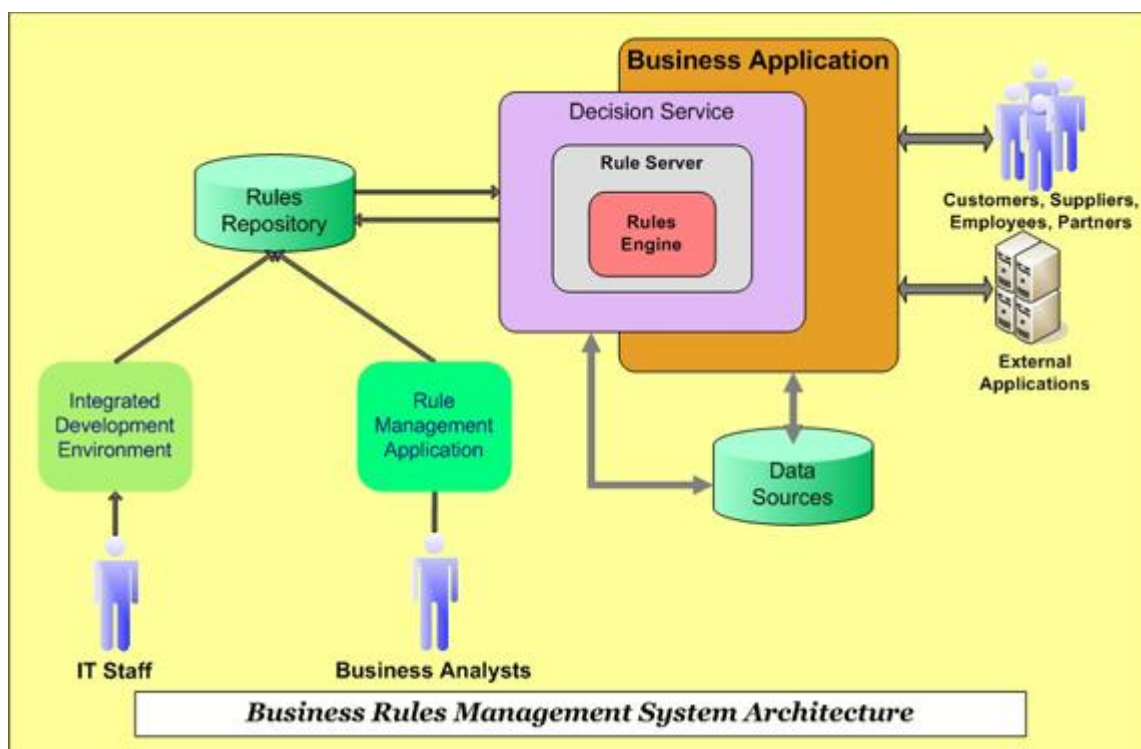 Business Application
Decision Service
Rule Server
Rules
Engine
Rules
Repository
Customers, Suppliers,
Employees, Partners
External
Applications
Integrated
Development
Environment
Rule
Management
Application
Data
Sources
IT Staff
Business Analysts
Business Rules Management System Architecture